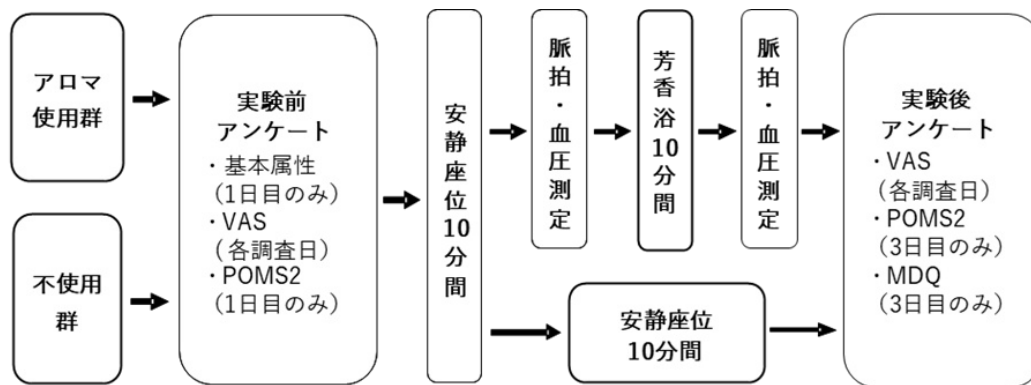 アロマ
使用群
不使用
群
実験前
アンケート
・基本属性
(1日目のみ)
・VAS
(各調査日)
・POMS2
(1日目のみ)
安静座位10分間
脈拍・血圧測定
芳香浴10分間
脈拍・血圧測定
安静座位
10分間
実験後
アンケート
・VAS
(各調査日)
・POMS2
(3日目のみ)
・MDQ
(3日目のみ)